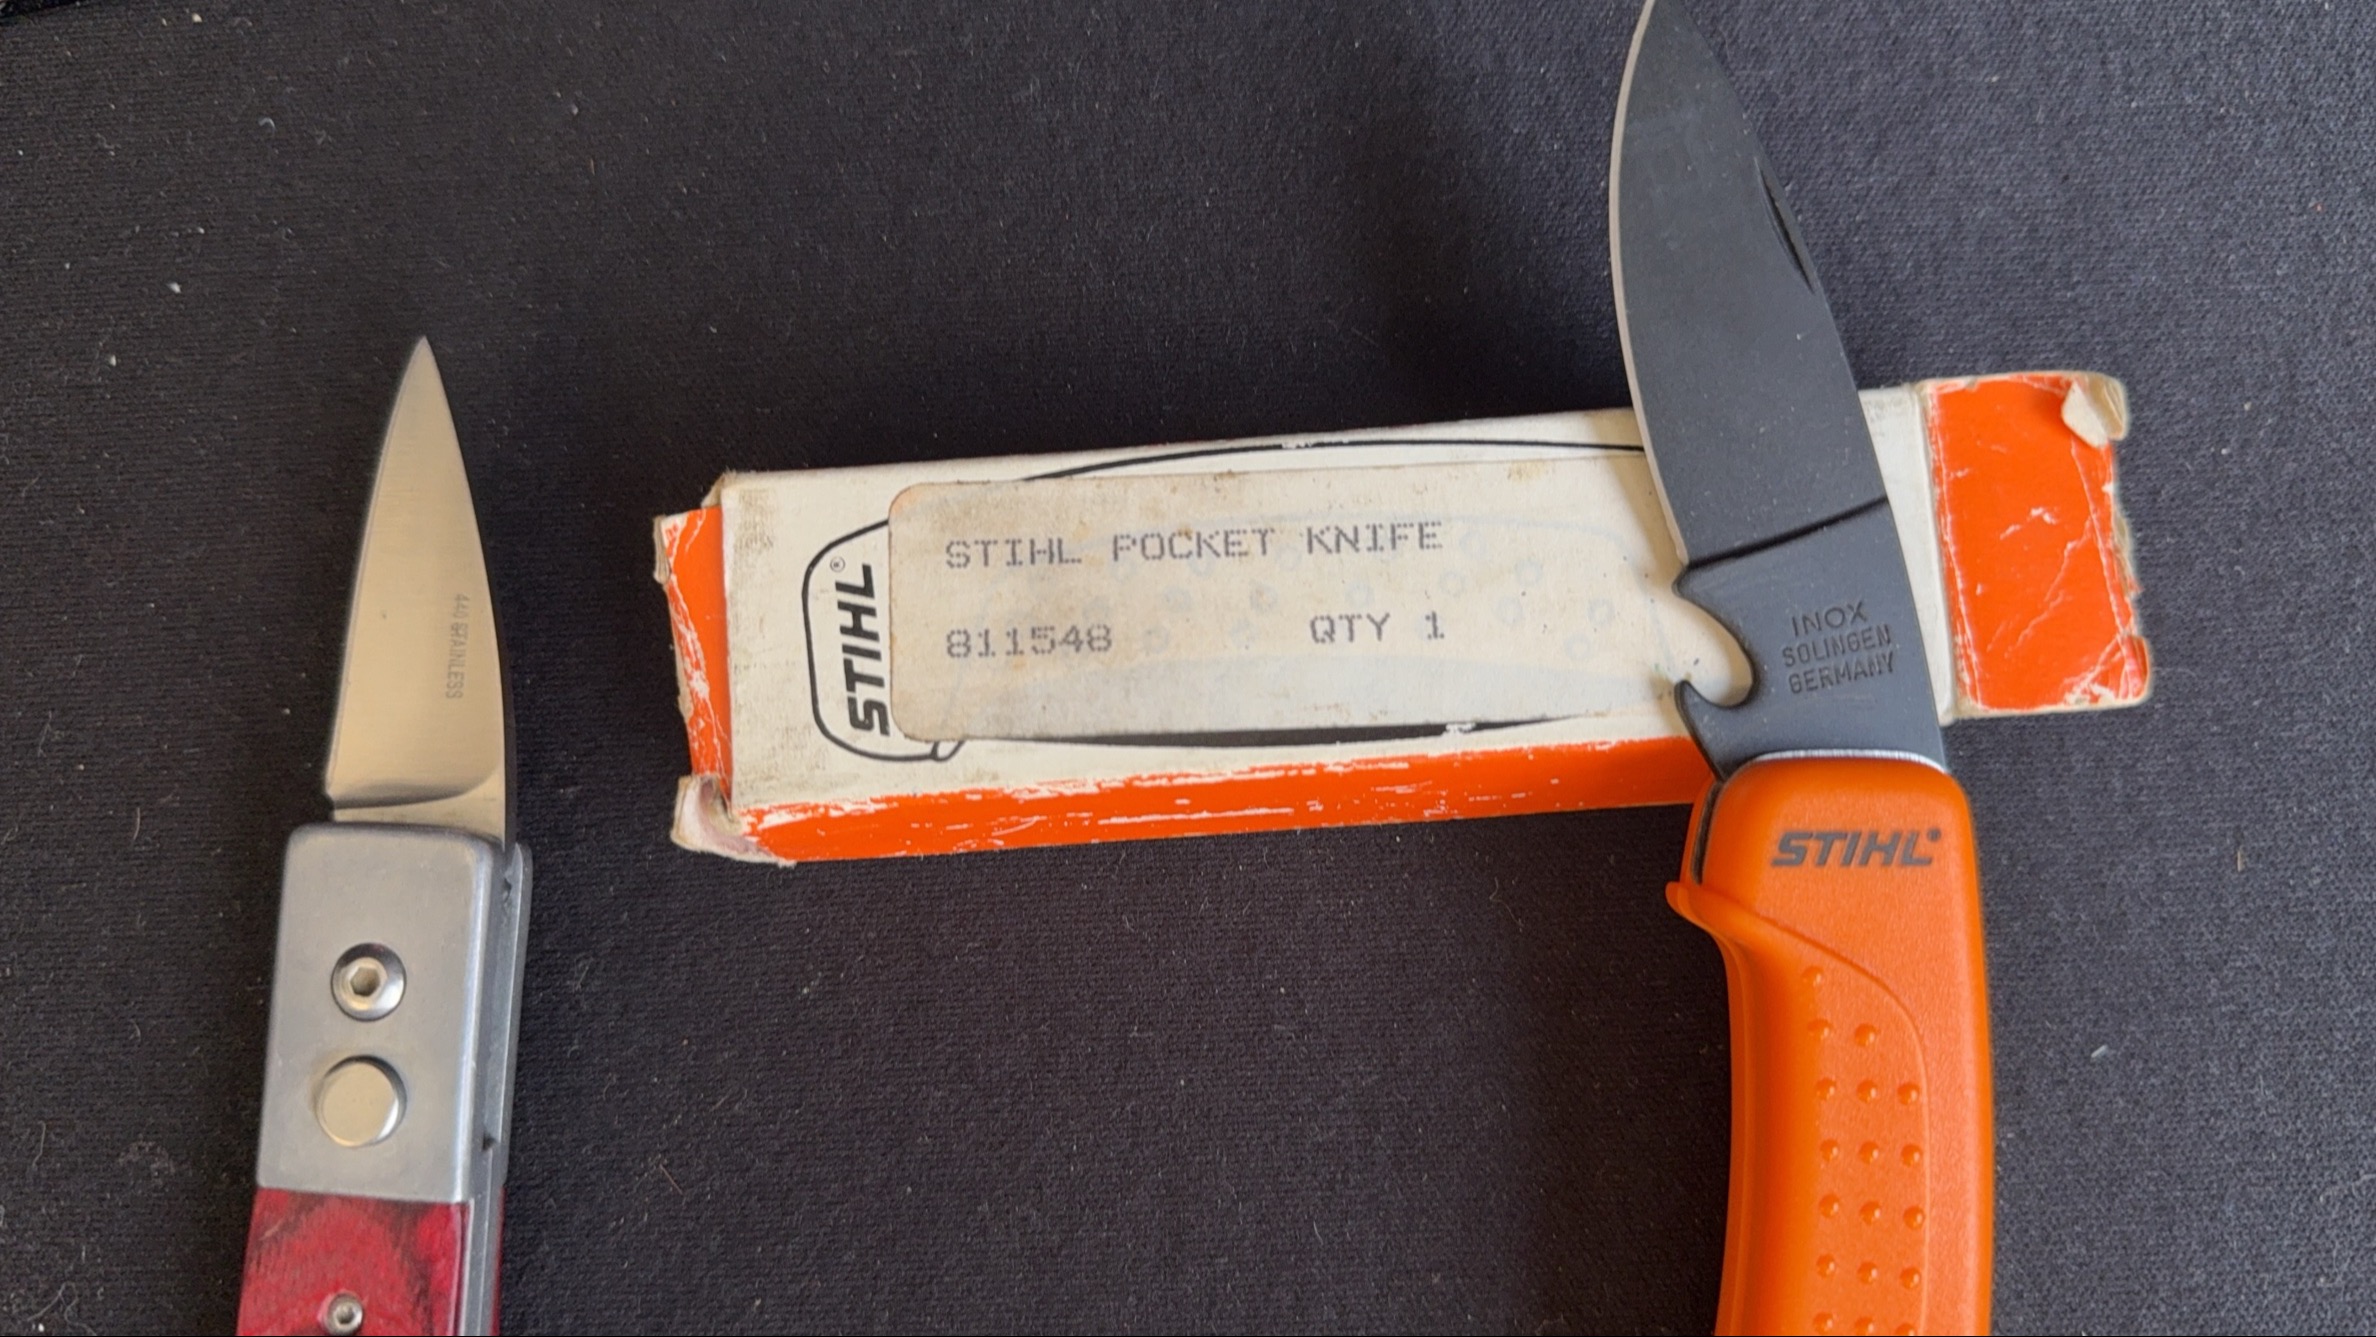 440 STAINLESS
STIHL®
STIHL POCKET KNIFE
811548 QTY 1
INOX
SOLINGEN
GERMANY
STIHL®